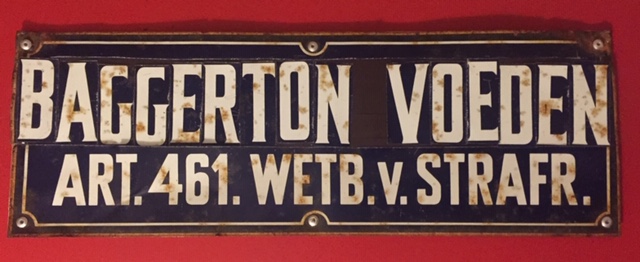 BAGGERTON VOEDEN
ART. 461. WETB. v. STRAFR.